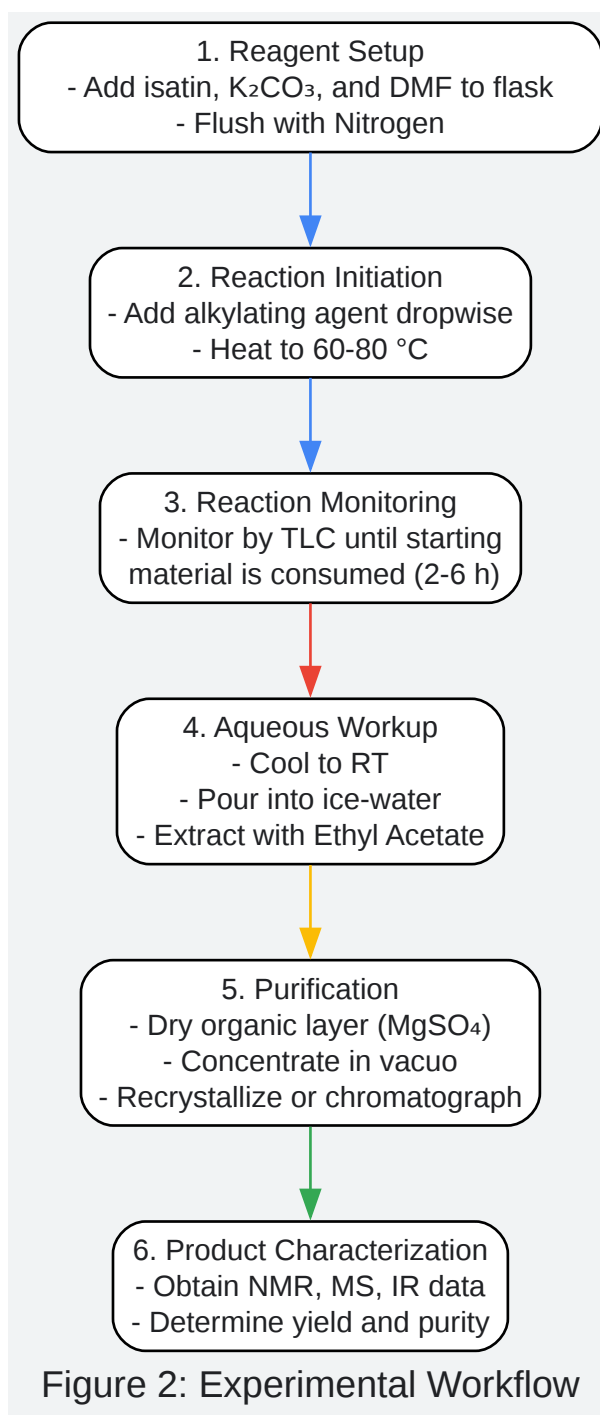 1. Reagent Setup
- Add isatin, K₂CO₃, and DMF to flask
- Flush with Nitrogen
2. Reaction Initiation
- Add alkylating agent dropwise
- Heat to 60-80 °C
3. Reaction Monitoring
- Monitor by TLC until starting
material is consumed (2-6 h)
4. Aqueous Workup
- Cool to RT
- Pour into ice-water
- Extract with Ethyl Acetate
5. Purification
- Dry organic layer (MgSO₄)
- Concentrate in vacuo
- Recrystallize or chromatograph
6. Product Characterization
- Obtain NMR, MS, IR data
- Determine yield and purity
Figure 2: Experimental Workflow